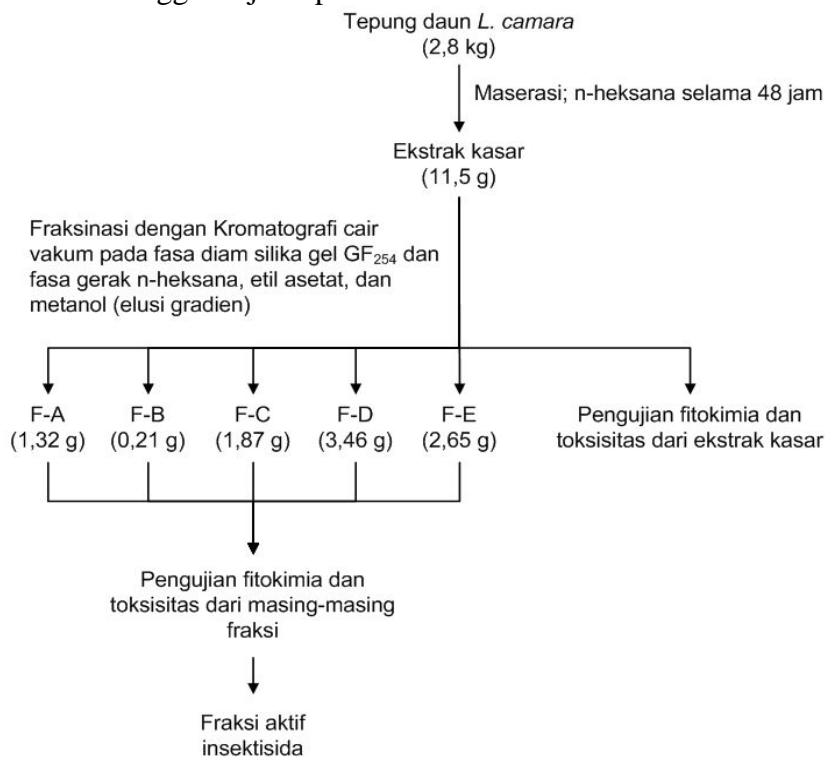 Tepung daun L. camara
(2,8 kg)
Maserasi; n-heksana selama 48 jam
Ekstrak kasar
(11,5 g)
Fraksinasi dengan Kromatografi cair
vakum pada fasa diam silika gel GF254 dan
fasa gerak n-heksana, etil asetat, dan
metanol (elusi gradien)
F-A F-B F-C F-D F-E
(1,32 g) (0,21 g) (1,87 g) (3,46 g) (2,65 g)
Pengujian fitokimia dan
toksisitas dari ekstrak kasar
Pengujian fitokimia dan
toksisitas dari masing-masing
fraksi
Fraksi aktif
insektisida